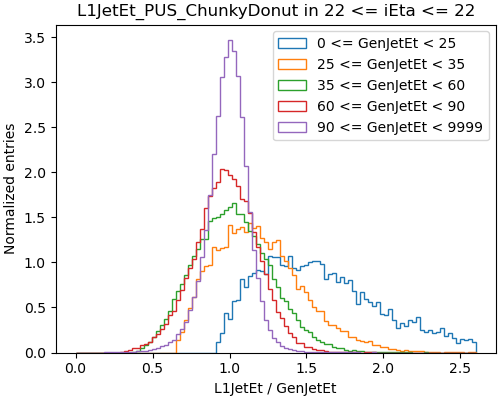 L1JetEt_PUS_ChunkyDonut in 22 <= iEta <= 22
0 <= GenJetEt < 25
25 <= GenJetEt < 35
35 <= GenJetEt < 60
60 <= GenJetEt < 90
90 <= GenJetEt < 9999
Normalized entries
3.5
3.0
2.5
2.0
1.5
1.0
0.5
0.0
0.0 0.5 1.0 1.5 2.0 2.5
L1JetEt / GenJetEt